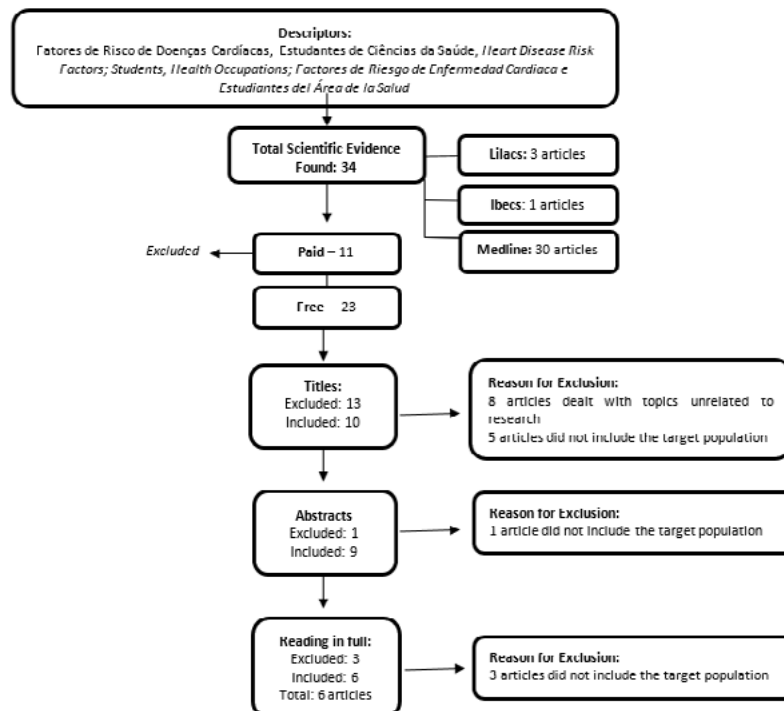 Descriptors:
Fatores de Risco de Doenças Cardíacas, Estudantes de Ciências da Saúde, Heart Disease Risk
Factors; Students, Health Occupations; Factores de Riesgo de Enfermedad Cardiaca e
Estudiantes del Área de la Salud
Total Scientific Evidence
Found: 34
Lilacs: 3 articles
Ibecs: 1 articles
Medline: 30 articles
Excluded
Paid – 11
Free 23
Titles:
Excluded: 13
Included: 10
Reason for Exclusion:
8 articles dealt with topics unrelated to
research
5 articles did not include the target population
Abstracts
Excluded: 1
Included: 9
Reason for Exclusion:
1 article did not include the target population
Reading in full:
Excluded: 3
Included: 6
Total: 6 articles
Reason for Exclusion:
3 articles did not include the target population